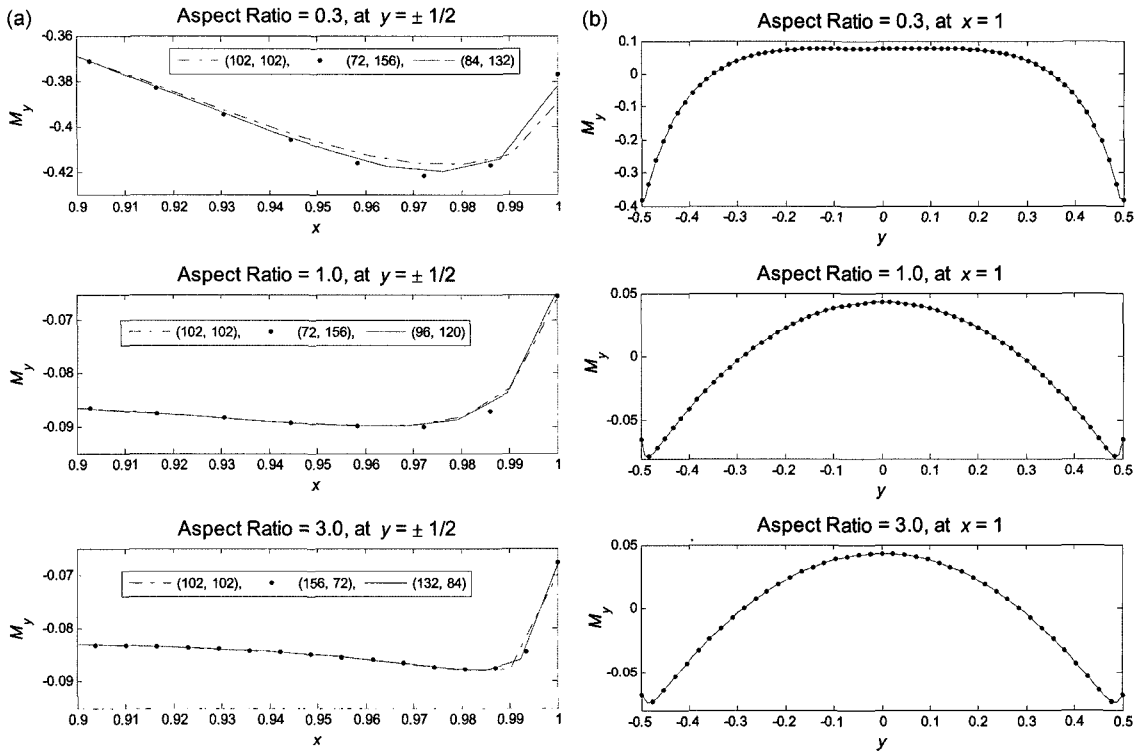 (a)
Aspect Ratio = 0.3, at y = ± 1/2
-0.36
-0.38
-0.4
-0.42
M_y
(102, 102), (72, 156), (84, 132)
0.9 0.91 0.92 0.93 0.94 0.95 0.96 0.97 0.98 0.99 1
x
Aspect Ratio = 1.0, at y = ± 1/2
-0.07
-0.08
-0.09
M_y
(102, 102), (72, 156), (96, 120)
0.9 0.91 0.92 0.93 0.94 0.95 0.96 0.97 0.98 0.99 1
x
Aspect Ratio = 3.0, at y = ± 1/2
-0.07
-0.08
-0.09
M_y
(102, 102), (156, 72), (132, 84)
0.9 0.91 0.92 0.93 0.94 0.95 0.96 0.97 0.98 0.99 1
x
(b)
Aspect Ratio = 0.3, at x = 1
0.1
0
-0.1
-0.2
-0.3
-0.4
M_y
-0.5 -0.4 -0.3 -0.2 -0.1 0 0.1 0.2 0.3 0.4 0.5
y
Aspect Ratio = 1.0, at x = 1
0.05
0
-0.05
M_y
-0.5 -0.4 -0.3 -0.2 -0.1 0 0.1 0.2 0.3 0.4 0.5
y
Aspect Ratio = 3.0, at x = 1
0.05
0
-0.05
M_y
-0.5 -0.4 -0.3 -0.2 -0.1 0 0.1 0.2 0.3 0.4 0.5
y